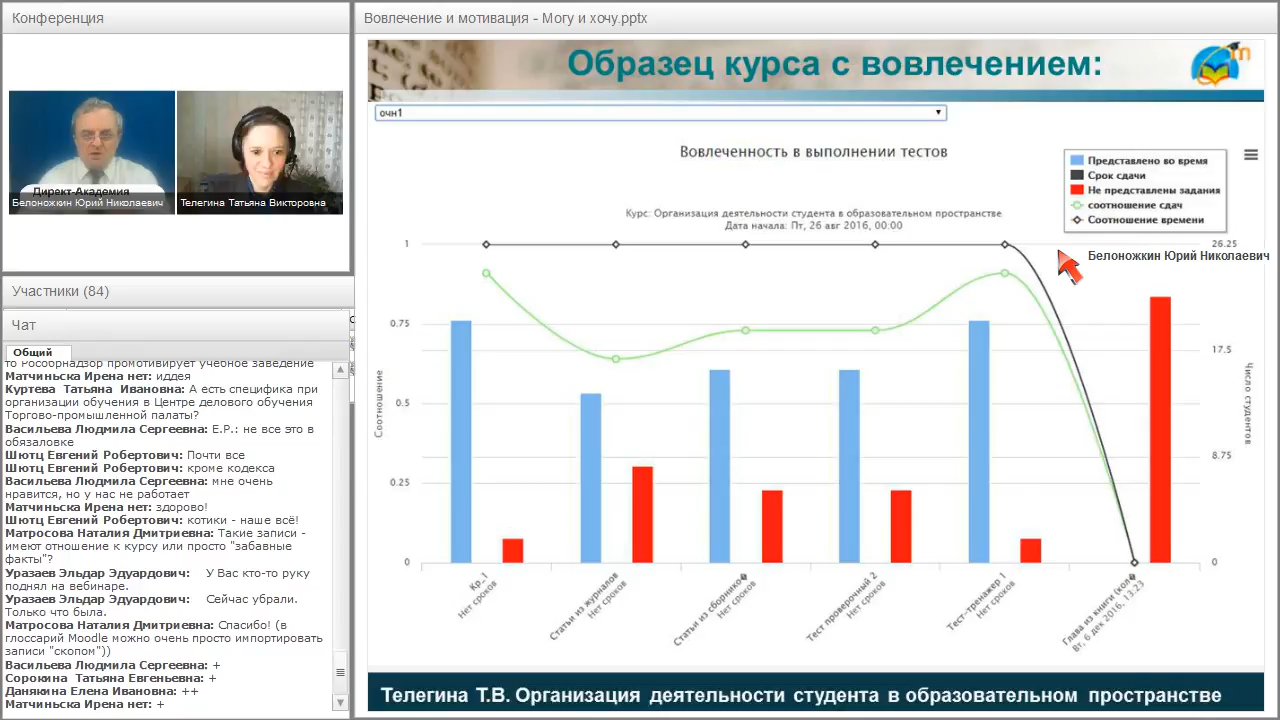 Конференция
Директ-Академия
Белоножкин Юрий Николаевич
Телегина Татьяна Викторовна
Участники (84)
Чат
Общий
то Рособрнадзор промотивирует учебное заведение
Матчиньска Ирена нет: иддея
Куртева Татьяна Ивановна: А есть специфика при
организации обучения в Центре делового обучения
Торгово-промышленной палаты?
Васильева Людмила Сергеевна: Е.Р.: не все это в
обязаловке
Шютц Евгений Робертович: Почти все
Шютц Евгений Робертович: кроме кодекса
Васильева Людмила Сергеевна: мне очень
нравится, но у нас не работает
Матчиньска Ирена нет: здорово!
Шютц Евгений Робертович: котики - наше всё!
Матросова Наталия Дмитриевна: Такие записи -
имеют отношение к курсу или просто "забавные
факты"?
Уразаев Эльдар Эдуардович: У Вас кто-то руку
поднял на вебинаре.
Уразаев Эльдар Эдуардович: Сейчас убрали.
Только что была.
Матросова Наталия Дмитриевна: Спасибо! (в
глоссарий Moodle можно очень просто импортировать
записи "скопом"))
Васильева Людмила Сергеевна: +
Сорокина Татьяна Евгеньевна: +
Данякина Елена Ивановна: ++
Матчиньска Ирена нет: +
Вовлечение и мотивация - Могу и хочу.pptx
Образец курса с вовлечением:
очн1
Вовлеченность в выполнении тестов
Представлено во время
Срок сдачи
Не представлены задания
соотношение сдач
Соотношение времени
Курс: Организация деятельности студента в образовательном пространстве
Дата начала: Пт, 26 авг 2016, 00:00
Белоножкин Юрий Николаевич
1
0.75
0.5
0.25
0
Соотношение
26.25
17.5
8.75
0
Число студентов
Кр_1
Нет сроков
Статьи из журналов
Нет сроков
Статьи из сборнико�
Нет сроков
Тест проверочный 2
Нет сроков
Тест-тренажер 1
Нет сроков
Глава из книги (кол�
Вт, 6 дек 2016, 13:23
Телегина Т.В. Организация деятельности студента в образовательном пространстве